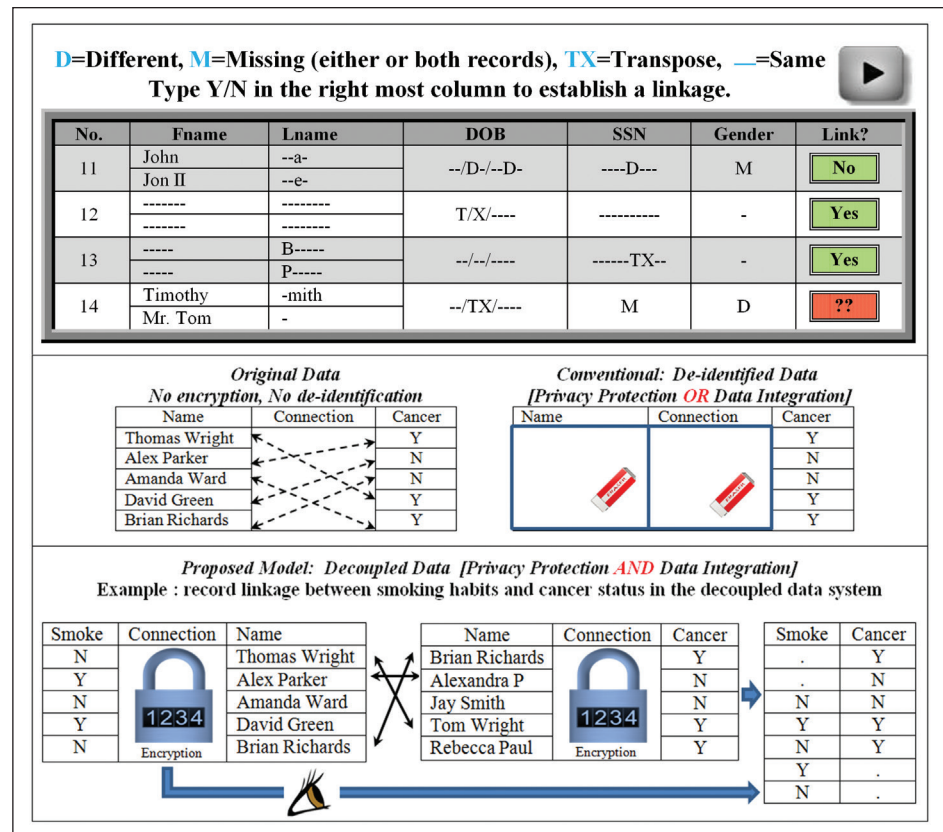 D=Different, M=Missing (either or both records), TX=Transpose, —=Same
Type Y/N in the right most column to establish a linkage.
No. Fname Lname DOB SSN Gender Link?
11 John --a- --/D-/--D- ----D--- M No
Jon II --e-
12 ------- -------- T/X/---- ---------- - Yes
------- --------
13 ----- B----- --/--/---- ------TX-- - Yes
----- P-----
14 Timothy -mith --/TX/---- M D ??
Mr. Tom -
Original Data
No encryption, No de-identification
Name Connection Cancer
Thomas Wright Y
Alex Parker N
Amanda Ward N
David Green Y
Brian Richards Y
Conventional: De-identified Data
[Privacy Protection OR Data Integration]
Name Connection Cancer
Y
N
N
Y
Y
ERASER ERASER
Proposed Model: Decoupled Data [Privacy Protection AND Data Integration]
Example : record linkage between smoking habits and cancer status in the decoupled data system
Smoke Connection Name
N Thomas Wright
Y Alex Parker
N Amanda Ward
Y David Green
N Brian Richards
1234
Encryption
Name Connection Cancer
Brian Richards Y
Alexandra P N
Jay Smith N
Tom Wright Y
Rebecca Paul Y
1234
Encryption
Smoke Cancer
. Y
. N
N N
Y Y
N Y
Y .
N .